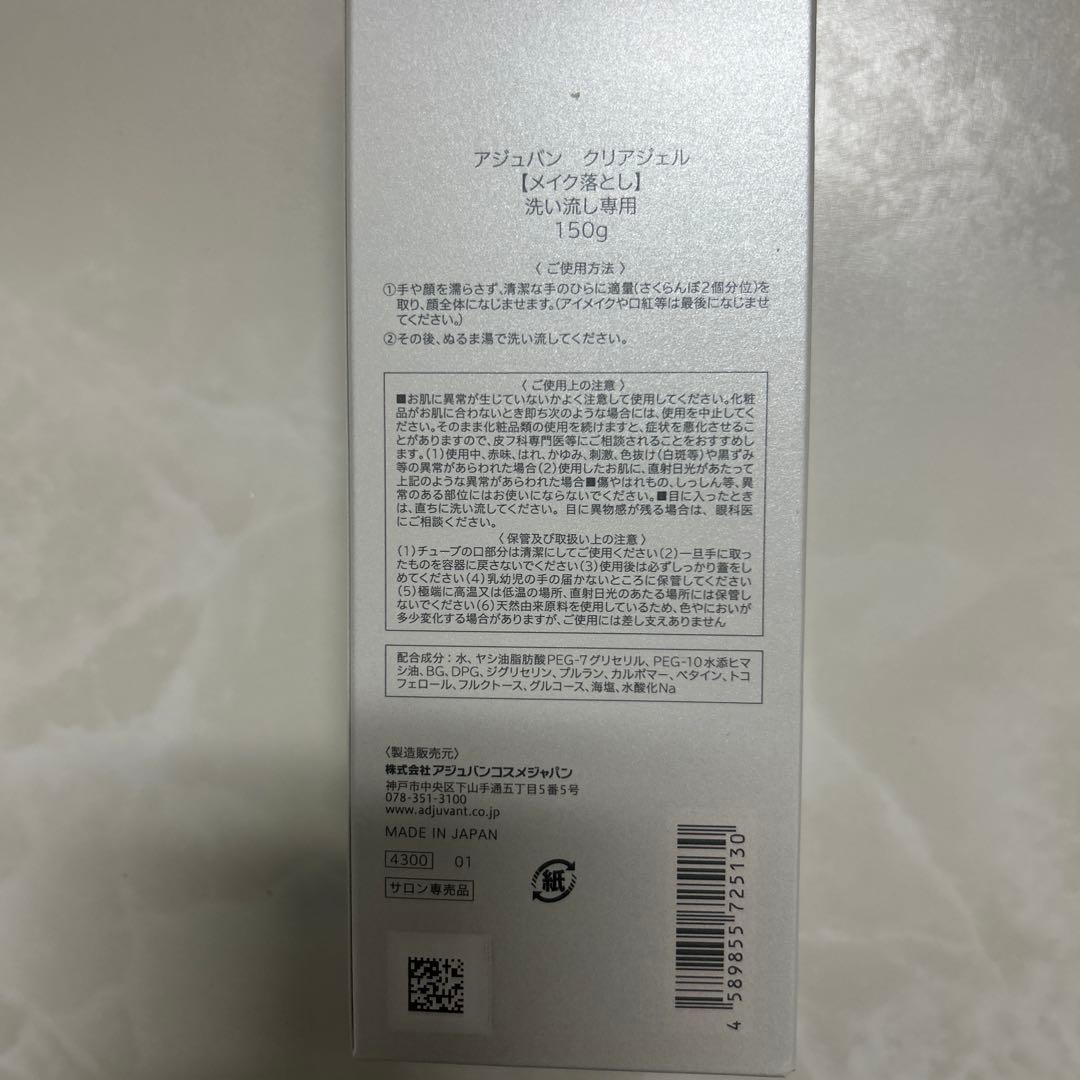 アジュバン　クリアジェル
【メイク落とし】
洗い流し専用
150g
〈 ご使用方法 〉
①手や顔を濡らさず、清潔な手のひらに適量(さくらんぼ2個分位)を
取り、顔全体になじませます。(アイメイクや口紅等は最後になじませ
てください。)
②その後、ぬるま湯で洗い流してください。
〈 ご使用上の注意 〉
■お肌に異常が生じていないかよく注意して使用してください。化粧
品がお肌に合わないとき即ち次のような場合には、使用を中止してく
ださい。そのまま化粧品類の使用を続けますと、症状を悪化させるこ
とがありますので、皮フ科専門医等にご相談されることをおすすめし
ます。(1)使用中、赤味、はれ、かゆみ、刺激、色抜け(白斑等)や黒ずみ
等の異常があらわれた場合(2)使用したお肌に、直射日光があたって
上記のような異常があらわれた場合■傷やはれもの、しっしん等、異
常のある部位にはお使いにならないでください。■目に入ったとき
は、直ちに洗い流してください。目に異物感が残る場合は、眼科医
にご相談ください。
〈 保管及び取扱い上の注意 〉
(1)チューブの口部分は清潔にしてご使用ください(2)一旦手に取っ
たものを容器に戻さないでください(3)使用後は必ずしっかり蓋をし
めてください(4)乳幼児の手の届かないところに保管してください
(5)極端に高温又は低温の場所、直射日光のあたる場所には保管し
ないでください(6)天然由来原料を使用しているため、色やにおいが
多少変化する場合がありますが、ご使用には差し支えありません
配合成分：水、ヤシ油脂肪酸PEG-7グリセリル、PEG-10水添ヒマ
シ油、BG、DPG、ジグリセリン、プルラン、カルボマー、ベタイン、トコ
フェロール、フルクトース、グルコース、海塩、水酸化Na
〈製造販売元〉
株式会社アジュバンコスメジャパン
神戸市中央区下山手通五丁目5番5号
078-351-3100
www.adjuvant.co.jp
MADE IN JAPAN
4300 01
サロン専売品
紙
4 589855 725130